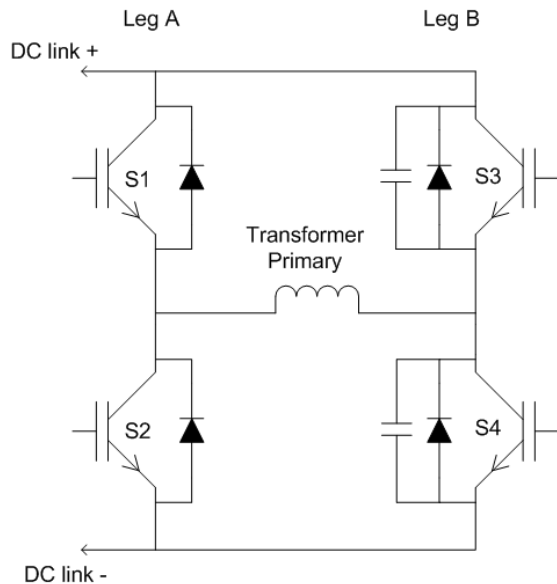 Leg A
Leg B
DC link +
S1
S3
Transformer
Primary
S2
S4
DC link -